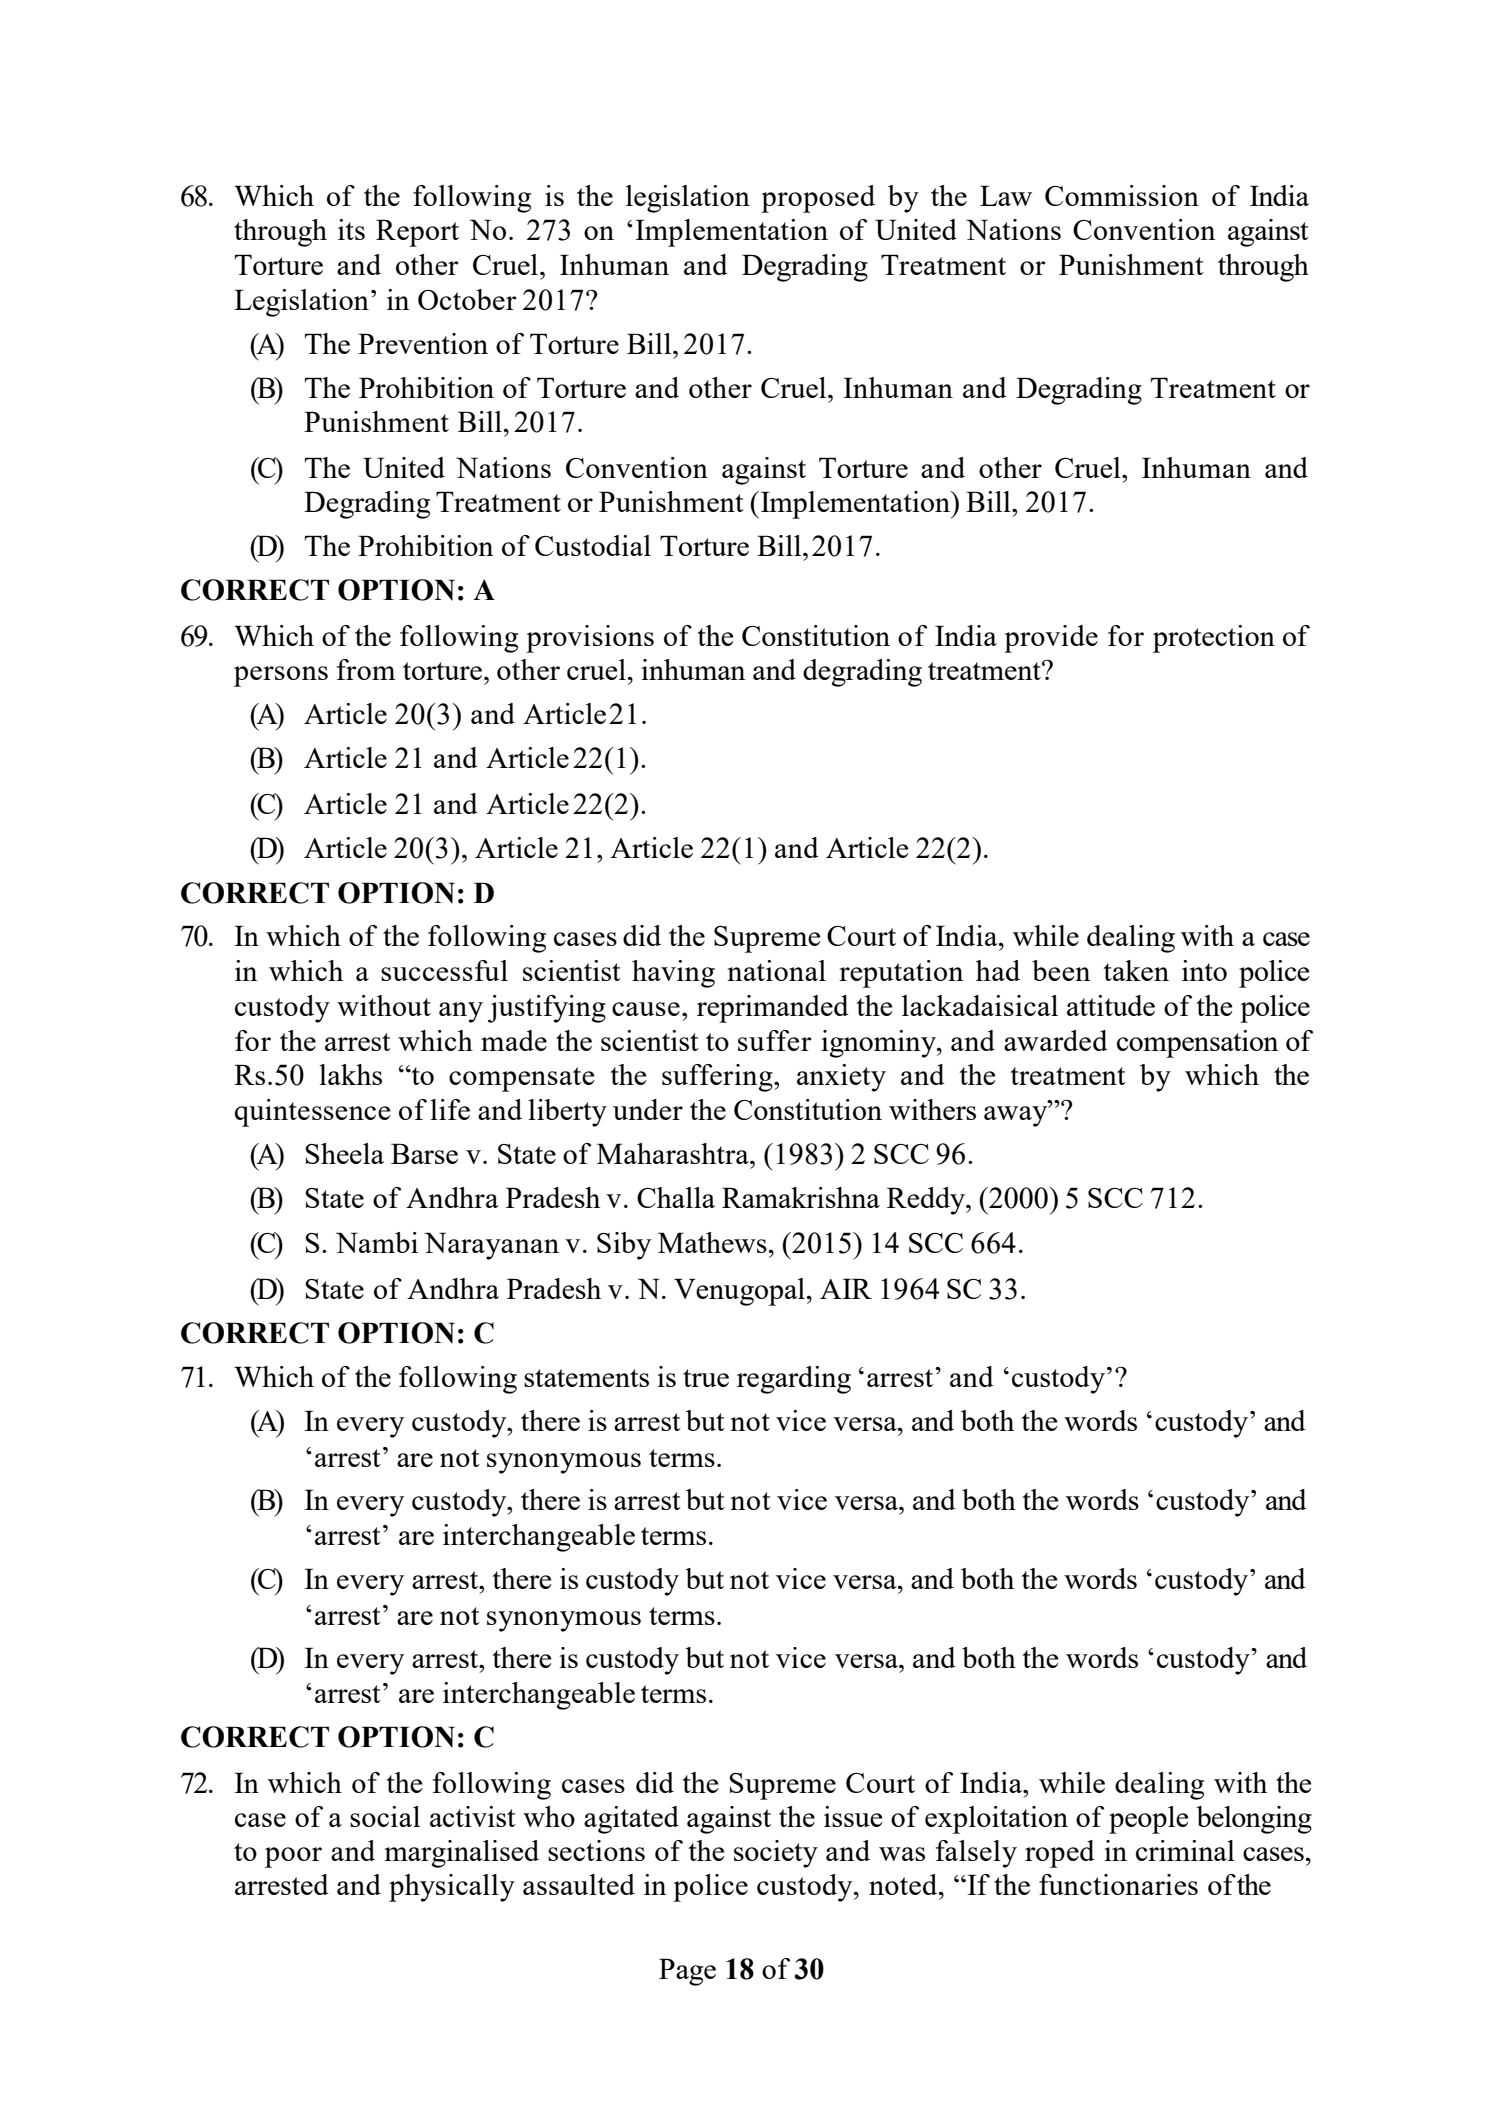 68. Which of the following is the legislation proposed by the Law Commission of India
through its Report No. 273 on ‘Implementation of United Nations Convention against
Torture and other Cruel, Inhuman and Degrading Treatment or Punishment through
Legislation’ in October 2017?
(A) The Prevention of Torture Bill, 2017.
(B) The Prohibition of Torture and other Cruel, Inhuman and Degrading Treatment or
Punishment Bill, 2017.
(C) The United Nations Convention against Torture and other Cruel, Inhuman and
Degrading Treatment or Punishment (Implementation) Bill, 2017.
(D) The Prohibition of Custodial Torture Bill, 2017.
CORRECT OPTION: A
69. Which of the following provisions of the Constitution of India provide for protection of
persons from torture, other cruel, inhuman and degrading treatment?
(A) Article 20(3) and Article 21.
(B) Article 21 and Article 22(1).
(C) Article 21 and Article 22(2).
(D) Article 20(3), Article 21, Article 22(1) and Article 22(2).
CORRECT OPTION: D
70. In which of the following cases did the Supreme Court of India, while dealing with a case
in which a successful scientist having national reputation had been taken into police
custody without any justifying cause, reprimanded the lackadaisical attitude of the police
for the arrest which made the scientist to suffer ignominy, and awarded compensation of
Rs.50 lakhs “to compensate the suffering, anxiety and the treatment by which the
quintessence of life and liberty under the Constitution withers away”?
(A) Sheela Barse v. State of Maharashtra, (1983) 2 SCC 96.
(B) State of Andhra Pradesh v. Challa Ramakrishna Reddy, (2000) 5 SCC 712.
(C) S. Nambi Narayanan v. Siby Mathews, (2015) 14 SCC 664.
(D) State of Andhra Pradesh v. N. Venugopal, AIR 1964 SC 33.
CORRECT OPTION: C
71. Which of the following statements is true regarding ‘arrest’ and ‘custody’?
(A) In every custody, there is arrest but not vice versa, and both the words ‘custody’ and
‘arrest’ are not synonymous terms.
(B) In every custody, there is arrest but not vice versa, and both the words ‘custody’ and
‘arrest’ are interchangeable terms.
(C) In every arrest, there is custody but not vice versa, and both the words ‘custody’ and
‘arrest’ are not synonymous terms.
(D) In every arrest, there is custody but not vice versa, and both the words ‘custody’ and
‘arrest’ are interchangeable terms.
CORRECT OPTION: C
72. In which of the following cases did the Supreme Court of India, while dealing with the
case of a social activist who agitated against the issue of exploitation of people belonging
to poor and marginalised sections of the society and was falsely roped in criminal cases,
arrested and physically assaulted in police custody, noted, “If the functionaries of the
Page 18 of 30